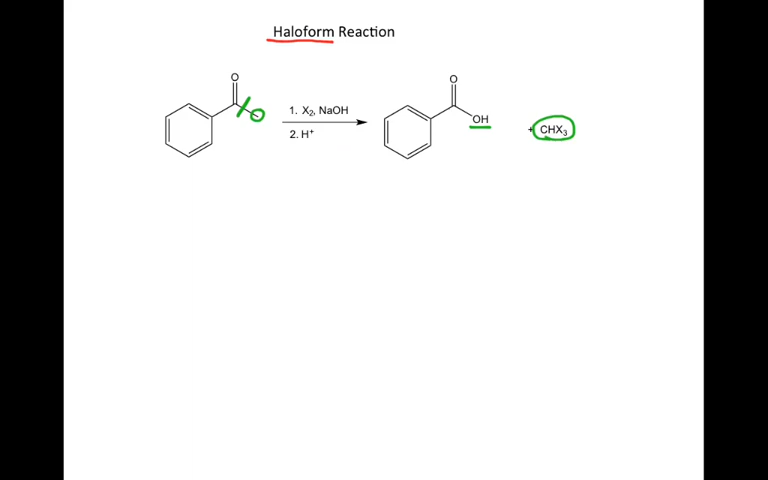 Haloform Reaction
O
O
1. X₂, NaOH
OH
+ CHX₃
2. H⁺